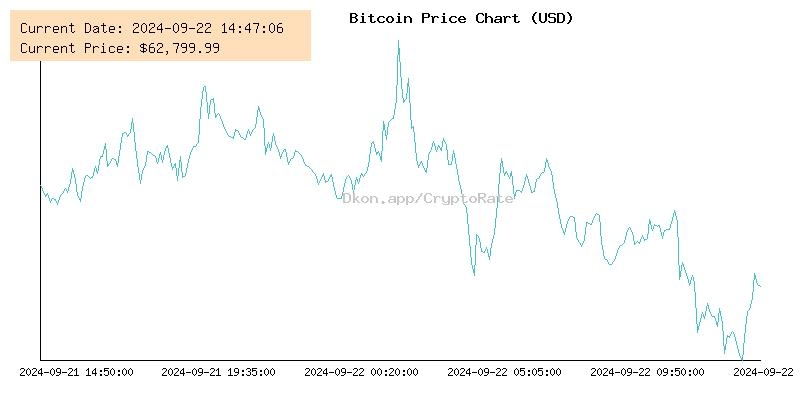 Bitcoin Price Chart (USD)
Current Date: 2024-09-22 14:47:06
Current Price: $62,799.99
Dkon.app/CryptoRate
2024-09-21 14:50:00 2024-09-21 19:35:00 2024-09-22 00:20:00 2024-09-22 05:05:00 2024-09-22 09:50:00 2024-09-22